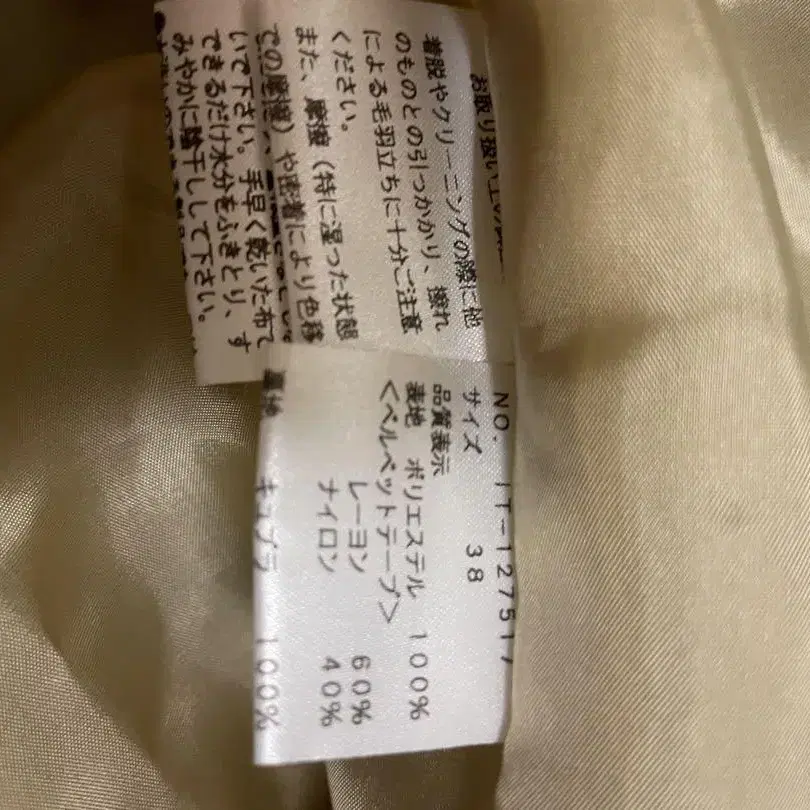 お取り扱い上の
着脱やクリーニングの際に他
のものとの引っかかり、擦れ
による毛羽立ちに十分ご注意
ください。
また、摩擦（特に湿った状態
での摩擦）や密着により色移
いて下さい。手早く乾いた布で
できるだけ水分をふきとり、す
みやかに陰干しして下さい。
NO. IT-127517
サイズ 38
品質表示
表地 ポリエステル 100%
<ベルベットテープ>
レーヨン 60%
ナイロン 40%
裏地 キュプラ 100%